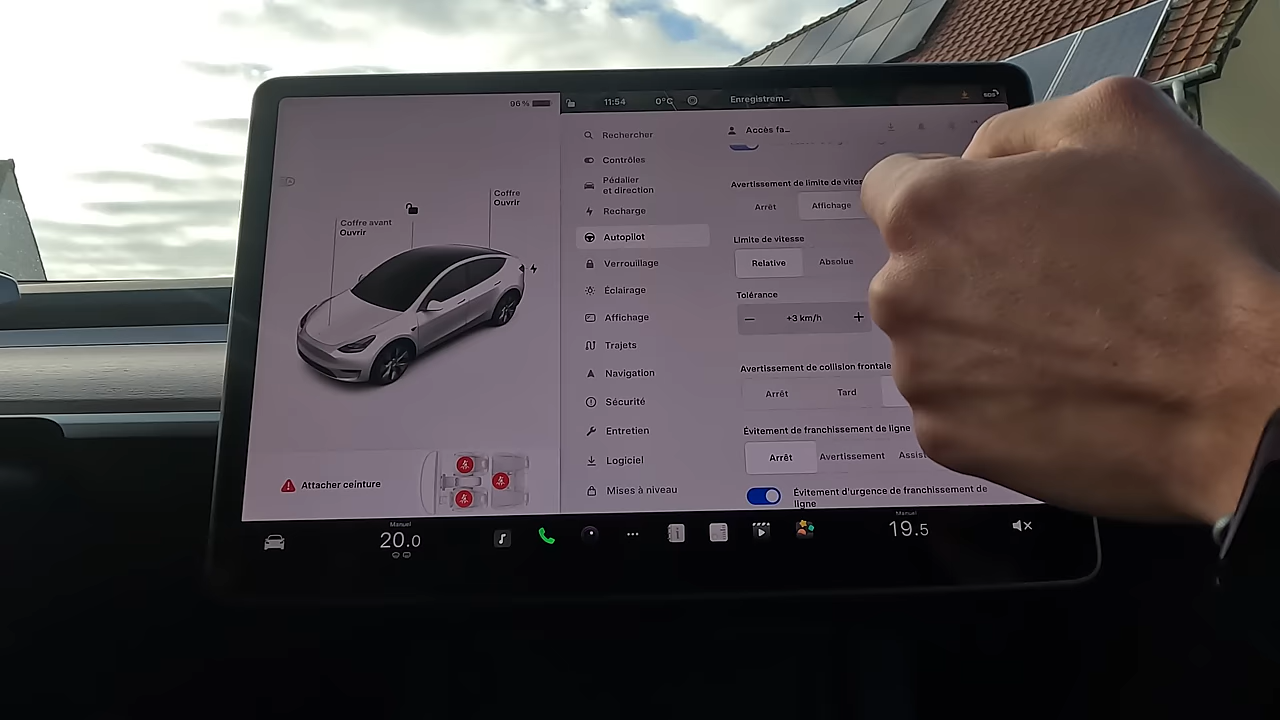 96 %
11:54
0°C
Enregistrem...
SOS
Coffre avant
Ouvrir
Coffre
Ouvrir
Attacher ceinture
Rechercher
Contrôles
Pédalier
et direction
Recharge
Autopilot
Verrouillage
Éclairage
Affichage
Trajets
Navigation
Sécurité
Entretien
Logiciel
Mises à niveau
Accès fa...
Avertissement de limite de
Arrêt
Affichage
Limite de vitesse
Relative
Absolue
Tolérance
— +3 km/h +
Avertissement de collision frontale
Arrêt
Tard
Évitement de franchissement de ligne
Arrêt
Avertissement
Évitement d'urgence de franchissement de
ligne
Manuel
20.0
Manuel
19.5